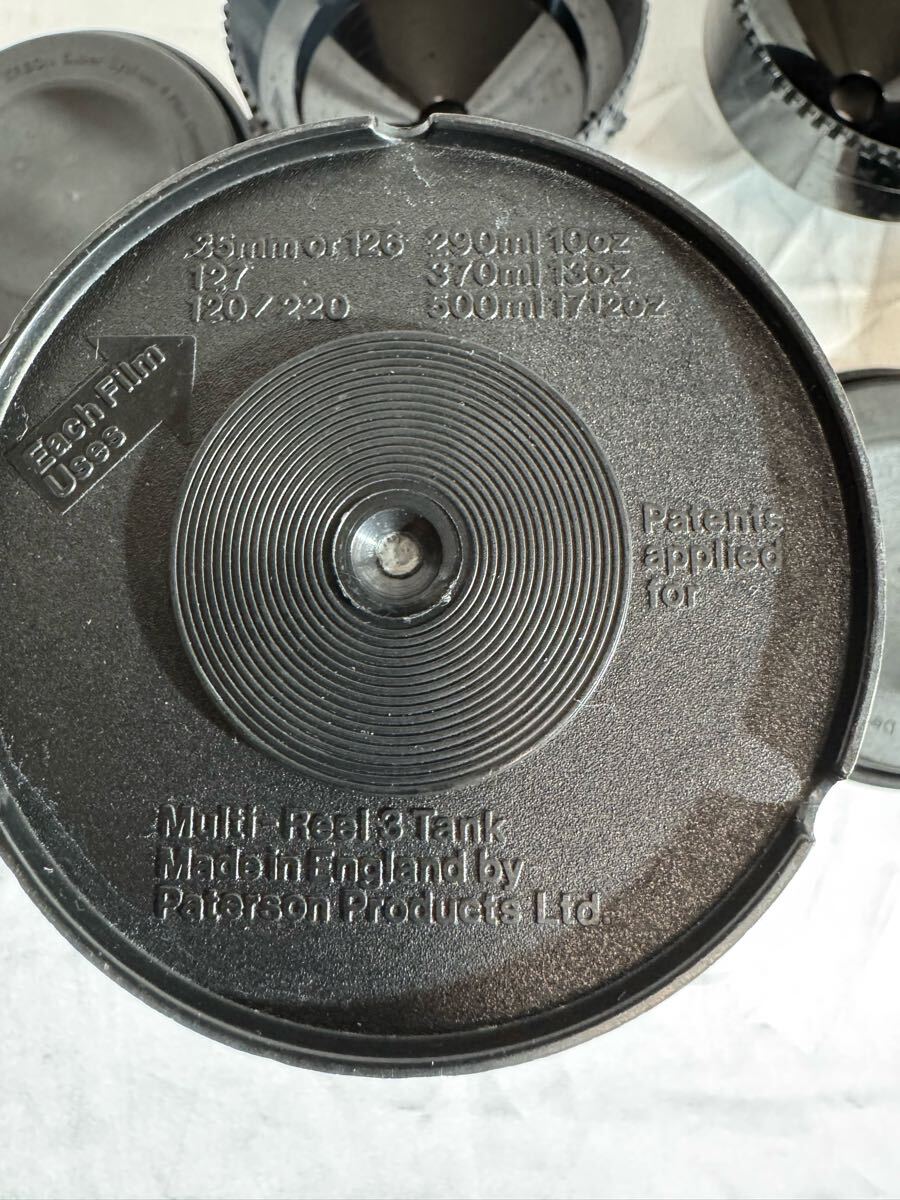 35mm or 126 290ml 10oz
127 370ml 13oz
120/220 500ml 17½oz
Each Film
Uses
Patents
applied
for
Multi-Reel 3 Tank
Made in England by
Paterson Products Ltd.